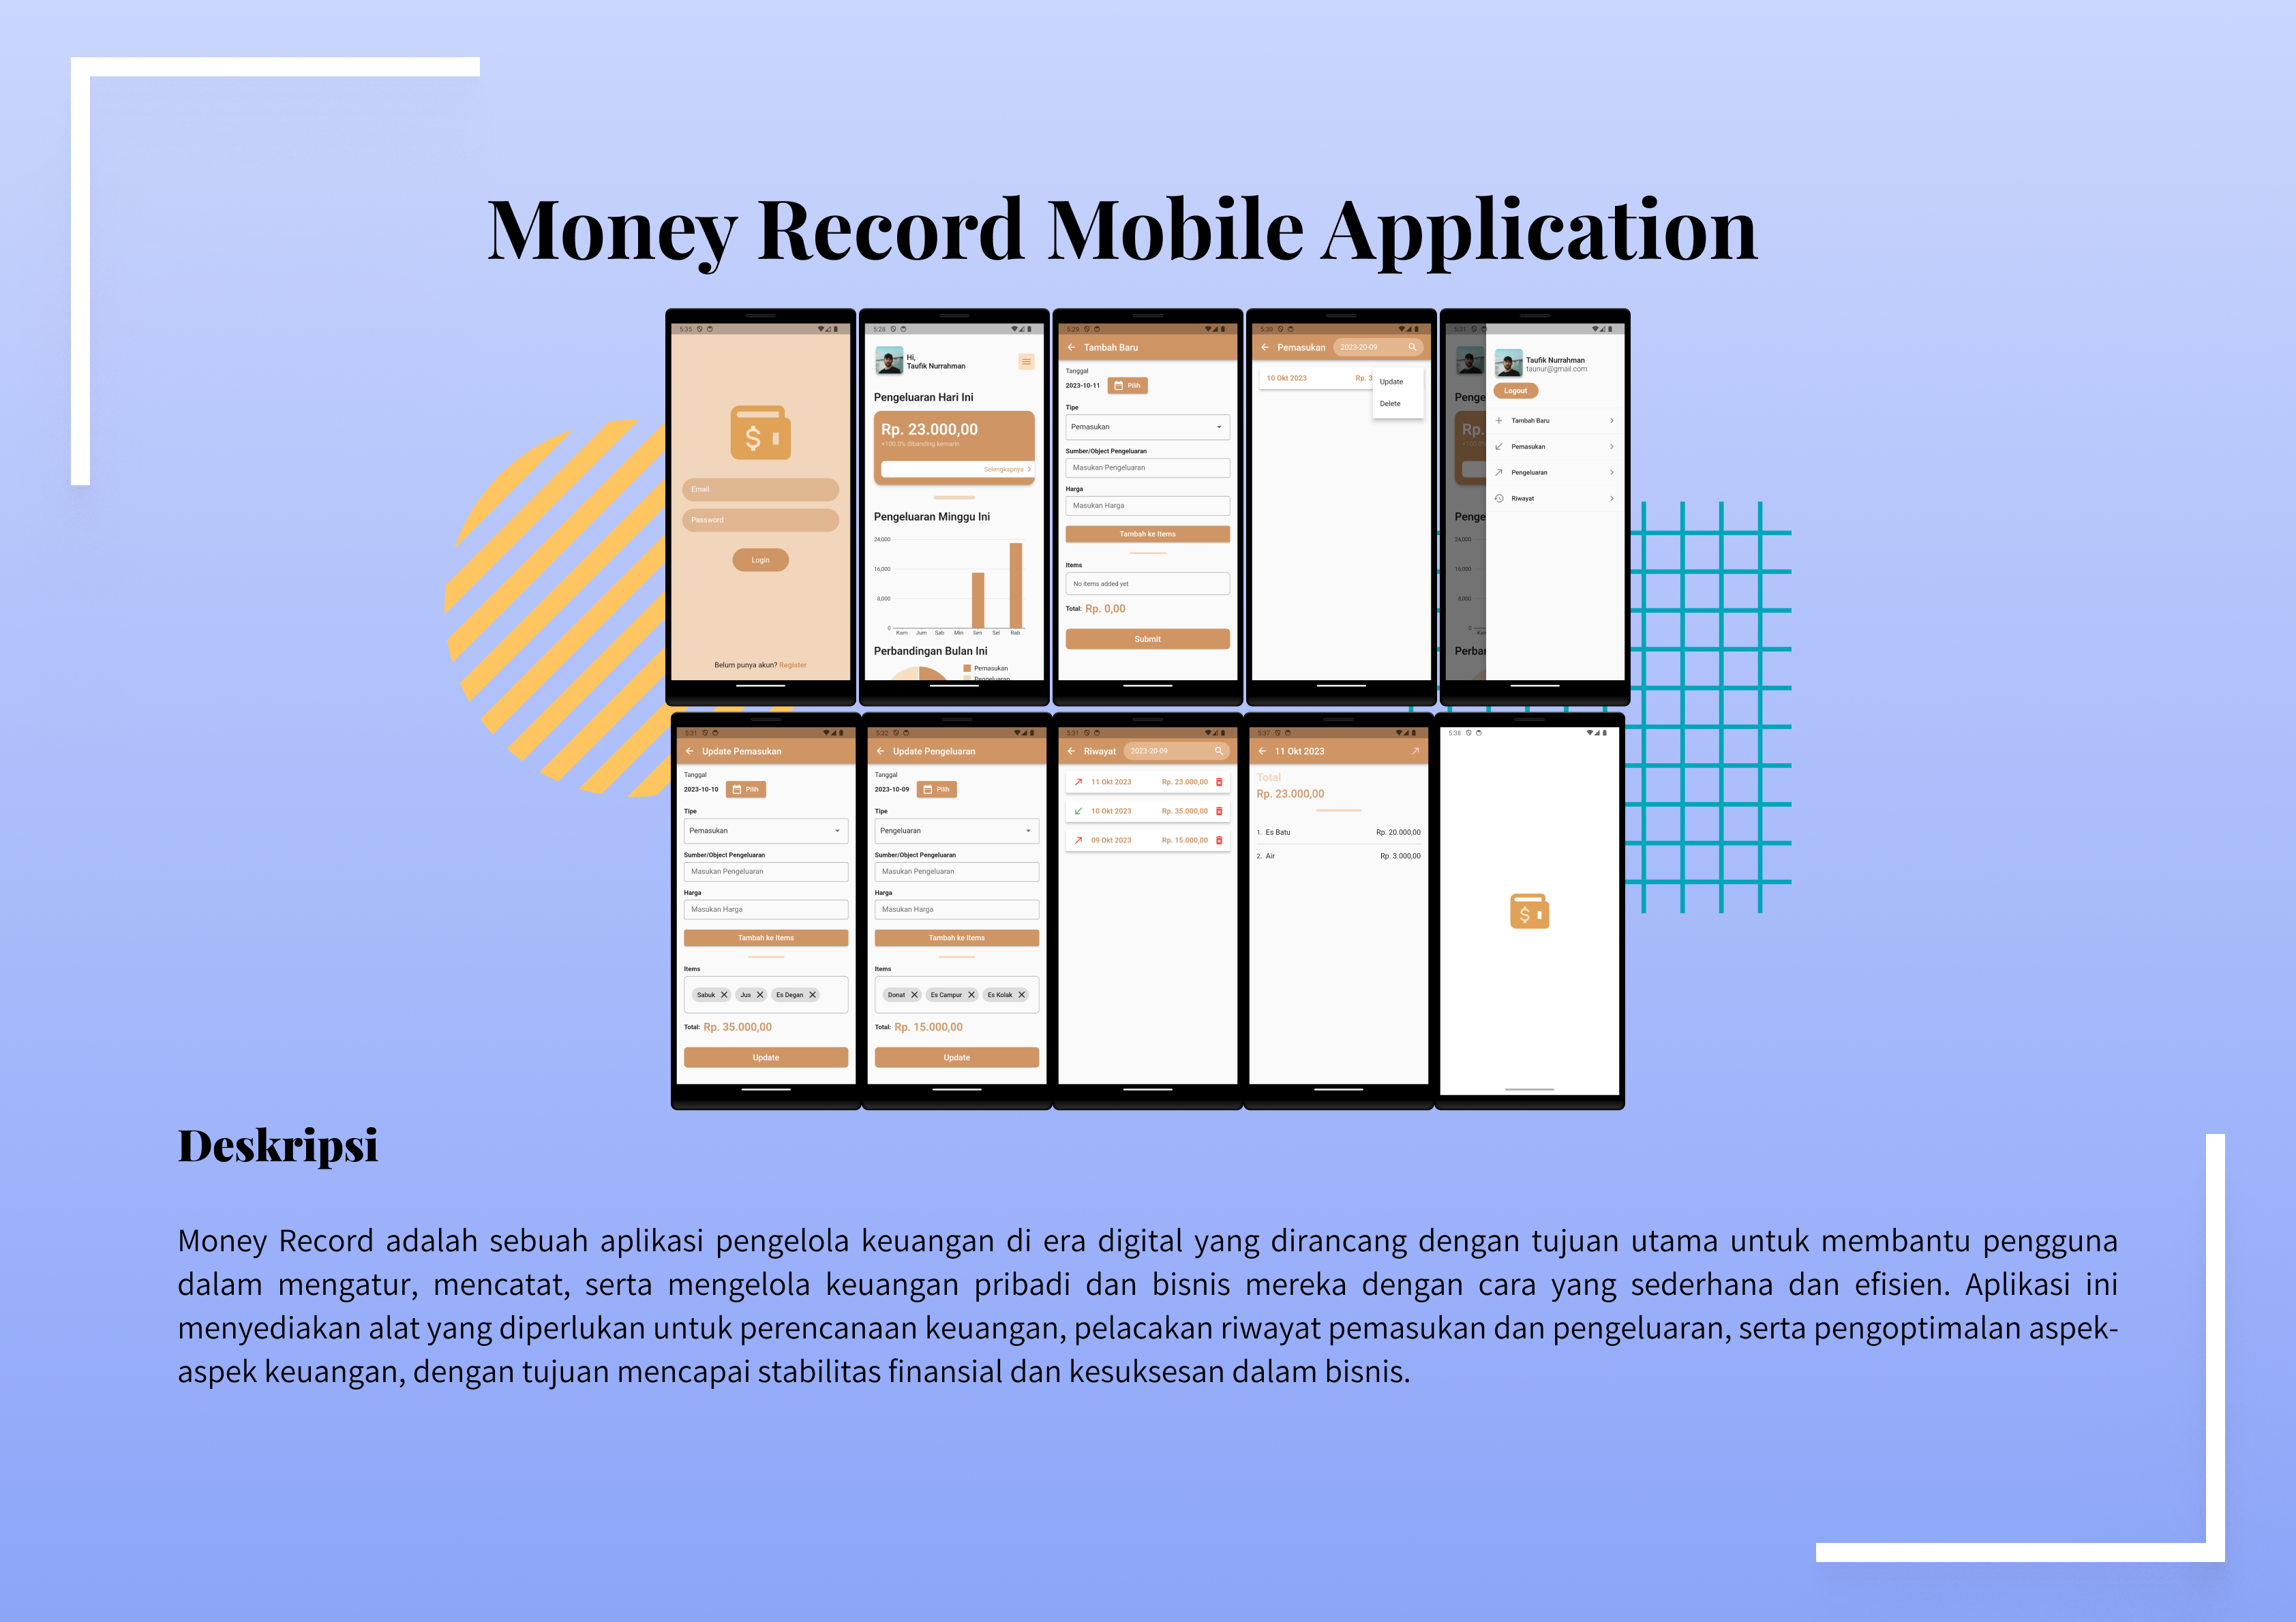 Money Record Mobile Application
5:35
Email
Password
Login
Belum punya akun? Register
5:28
Hi,
Taufik Nurrahman
Pengeluaran Hari Ini
Rp. 23.000,00
+100.0% dibanding kemarin
Selengkapnya
Pengeluaran Minggu Ini
24,000
16,000
8,000
0
Kam Jum Sab Min Sen Sel Rab
Perbandingan Bulan Ini
Pemasukan
Pengeluaran
5:29
Tambah Baru
Tanggal
2023-10-11 Pilih
Tipe
Pemasukan
Sumber/Object Pengeluaran
Masukan Pengeluaran
Harga
Masukan Harga
Tambah ke Items
Items
No items added yet
Total: Rp. 0,00
Submit
5:30
Pemasukan 2023-20-09
10 Okt 2023 Rp. 3
Update
Delete
5:31
Penge
Rp.
Penge
24,000
16,000
8,000
0
Perba
Taufik Nurrahman
taunur@gmail.com
Logout
Tambah Baru
Pemasukan
Pengeluaran
Riwayat
5:31
Update Pemasukan
Tanggal
2023-10-10 Pilih
Tipe
Pemasukan
Sumber/Object Pengeluaran
Masukan Pengeluaran
Harga
Masukan Harga
Tambah ke Items
Items
Sabuk Jus Es Degan
Total: Rp. 35.000,00
Update
5:32
Update Pengeluaran
Tanggal
2023-10-09 Pilih
Tipe
Pengeluaran
Sumber/Object Pengeluaran
Masukan Pengeluaran
Harga
Masukan Harga
Tambah ke Items
Items
Donat Es Campur Es Kolak
Total: Rp. 15.000,00
Update
5:31
Riwayat 2023-20-09
11 Okt 2023 Rp. 23.000,00
10 Okt 2023 Rp. 35.000,00
09 Okt 2023 Rp. 15.000,00
5:37
11 Okt 2023
Total
Rp. 23.000,00
1. Es Batu Rp. 20.000,00
2. Air Rp. 3.000,00
5:38
Deskripsi
Money Record adalah sebuah aplikasi pengelola keuangan di era digital yang dirancang dengan tujuan utama untuk membantu pengguna
dalam mengatur, mencatat, serta mengelola keuangan pribadi dan bisnis mereka dengan cara yang sederhana dan efisien. Aplikasi ini
menyediakan alat yang diperlukan untuk perencanaan keuangan, pelacakan riwayat pemasukan dan pengeluaran, serta pengoptimalan aspek-
aspek keuangan, dengan tujuan mencapai stabilitas finansial dan kesuksesan dalam bisnis.